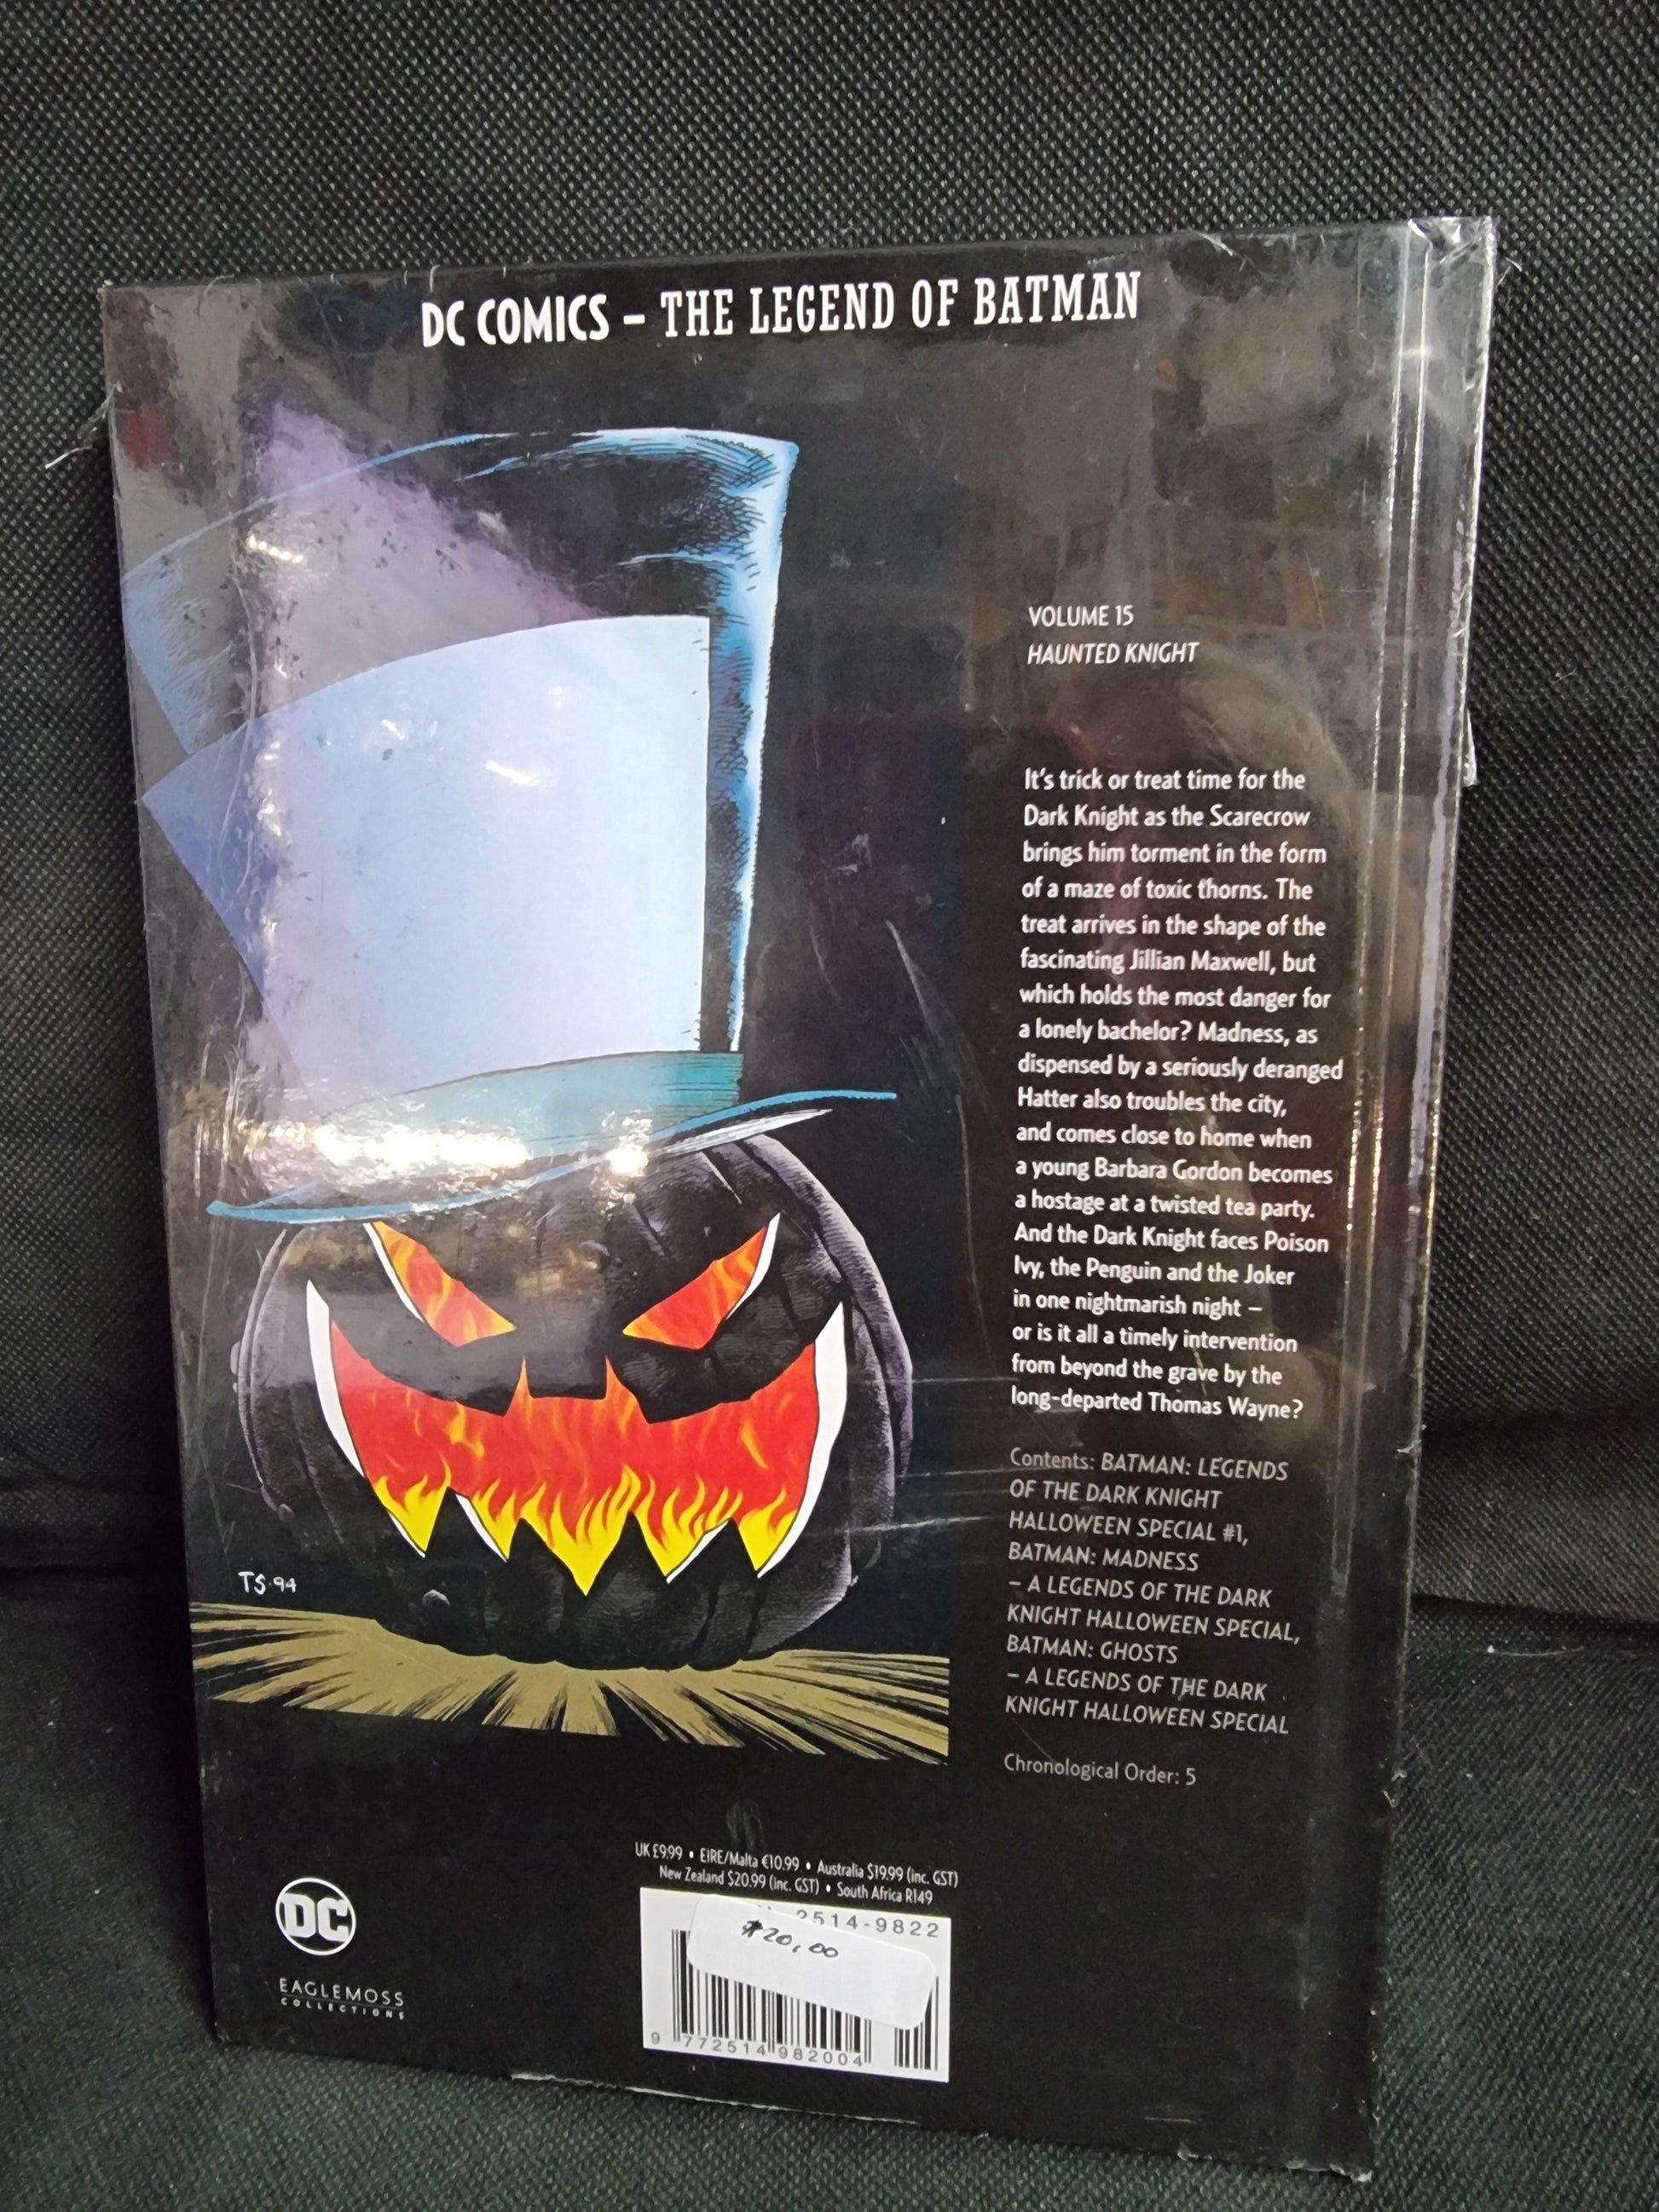 DC COMICS – THE LEGEND OF BATMAN
VOLUME 15
HAUNTED KNIGHT
It's trick or treat time for the
Dark Knight as the Scarecrow
brings him torment in the form
of a maze of toxic thorns. The
treat arrives in the shape of the
fascinating Jillian Maxwell, but
which holds the most danger for
a lonely bachelor? Madness, as
dispensed by a seriously deranged
Hatter also troubles the city,
and comes close to home when
a young Barbara Gordon becomes
a hostage at a twisted tea party.
And the Dark Knight faces Poison
Ivy, the Penguin and the Joker
in one nightmarish night –
or is it all a timely intervention
from beyond the grave by the
long-departed Thomas Wayne?
Contents: BATMAN: LEGENDS
OF THE DARK KNIGHT
HALLOWEEN SPECIAL #1,
BATMAN: MADNESS
– A LEGENDS OF THE DARK
KNIGHT HALLOWEEN SPECIAL,
BATMAN: GHOSTS
– A LEGENDS OF THE DARK
KNIGHT HALLOWEEN SPECIAL
Chronological Order: 5
TS·94
UK £9.99 • EIRE/Malta €10.99 • Australia $19.99 (inc. GST)
New Zealand $20.99 (inc. GST) • South Africa R149
2514-9822
$20,00
9 772514 982004
DC
EAGLEMOSS
COLLECTIONS